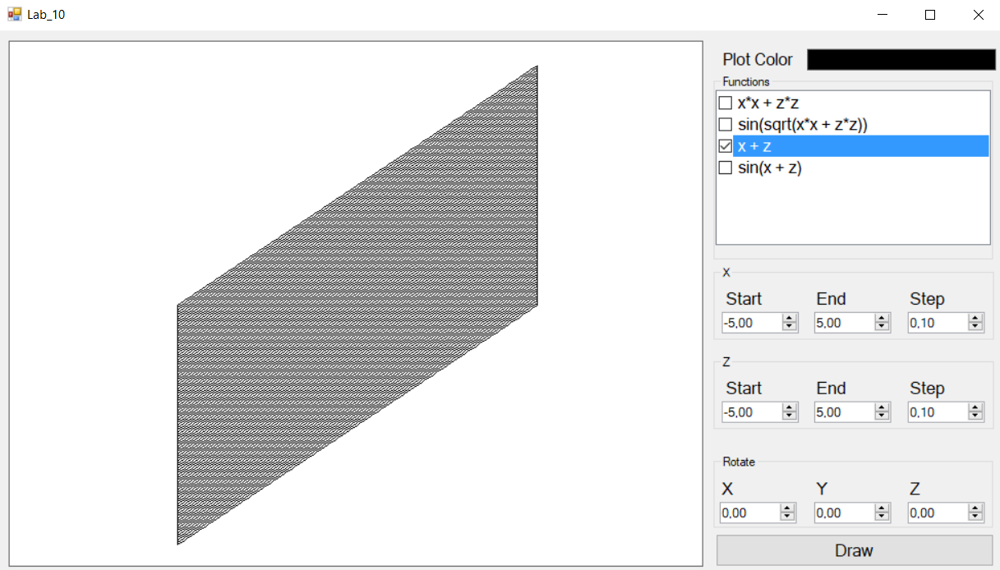 Lab_10
Plot Color
Functions
x*x + z*z
sin(sqrt(x*x + z*z))
x + z
sin(x + z)
X
Start End Step
-5,00 5,00 0,10
Z
Start End Step
-5,00 5,00 0,10
Rotate
X Y Z
0,00 0,00 0,00
Draw